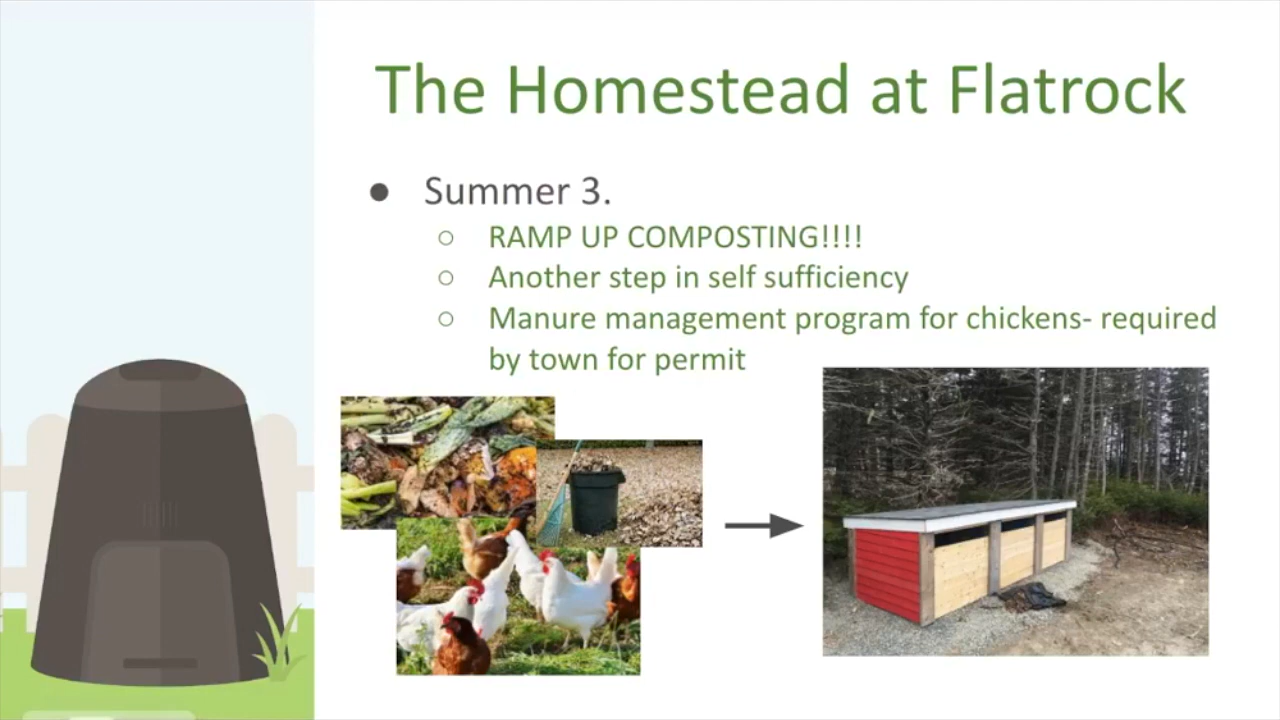 The Homestead at Flatrock
● Summer 3.
○ RAMP UP COMPOSTING!!!!
○ Another step in self sufficiency
○ Manure management program for chickens- required
by town for permit